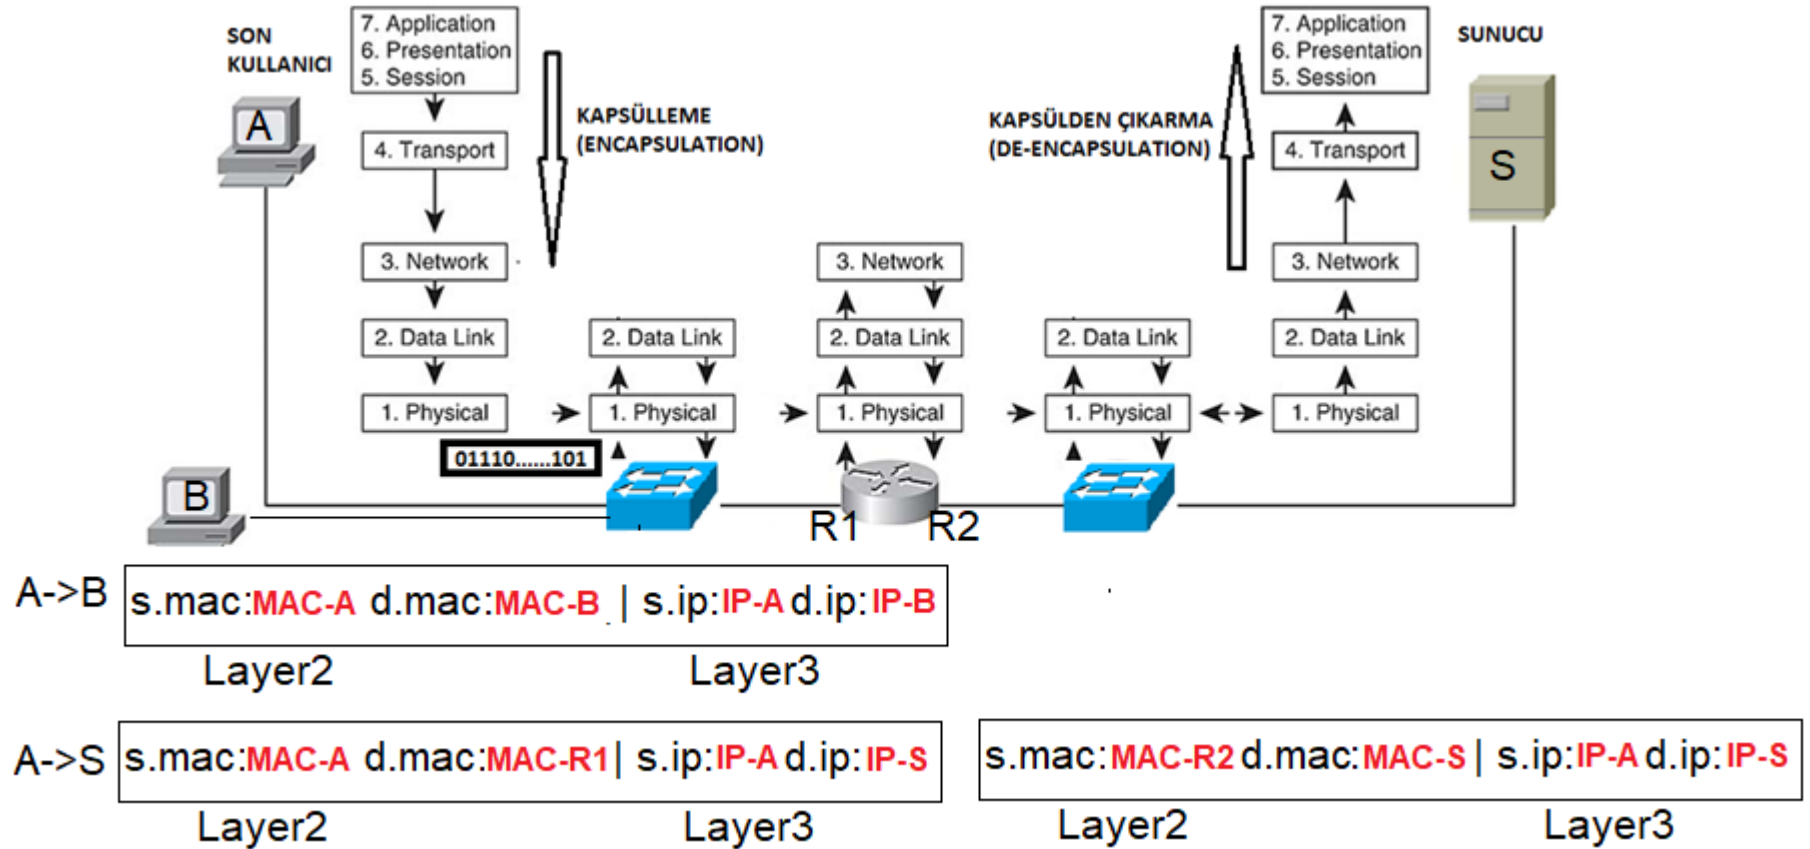 SON
KULLANICI
A
7. Application
6. Presentation
5. Session
KAPSÜLLEME
(ENCAPSULATION)
4. Transport
3. Network
2. Data Link
1. Physical
01110......101
2. Data Link
1. Physical
3. Network
2. Data Link
1. Physical
R1
R2
2. Data Link
1. Physical
KAPSÜLDEN ÇIKARMA
(DE-ENCAPSULATION)
7. Application
6. Presentation
5. Session
4. Transport
3. Network
2. Data Link
1. Physical
SUNUCU
S
B
A->B
s.mac:MAC-A d.mac:MAC-B | s.ip:IP-A d.ip:IP-B
Layer2
Layer3
A->S
s.mac:MAC-A d.mac:MAC-R1 | s.ip:IP-A d.ip:IP-S
Layer2
Layer3
s.mac:MAC-R2 d.mac:MAC-S | s.ip:IP-A d.ip:IP-S
Layer2
Layer3